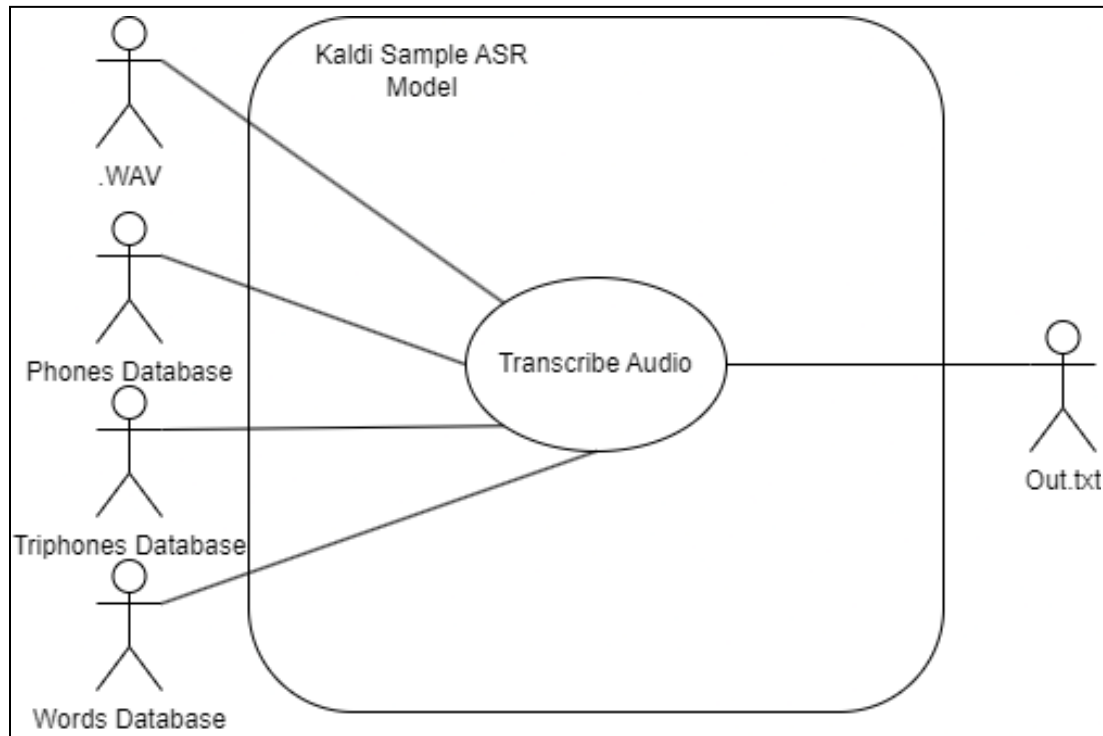 Kaldi Sample ASR
Model
.WAV
Phones Database
Transcribe Audio
Triphones Database
Out.txt
Words Database